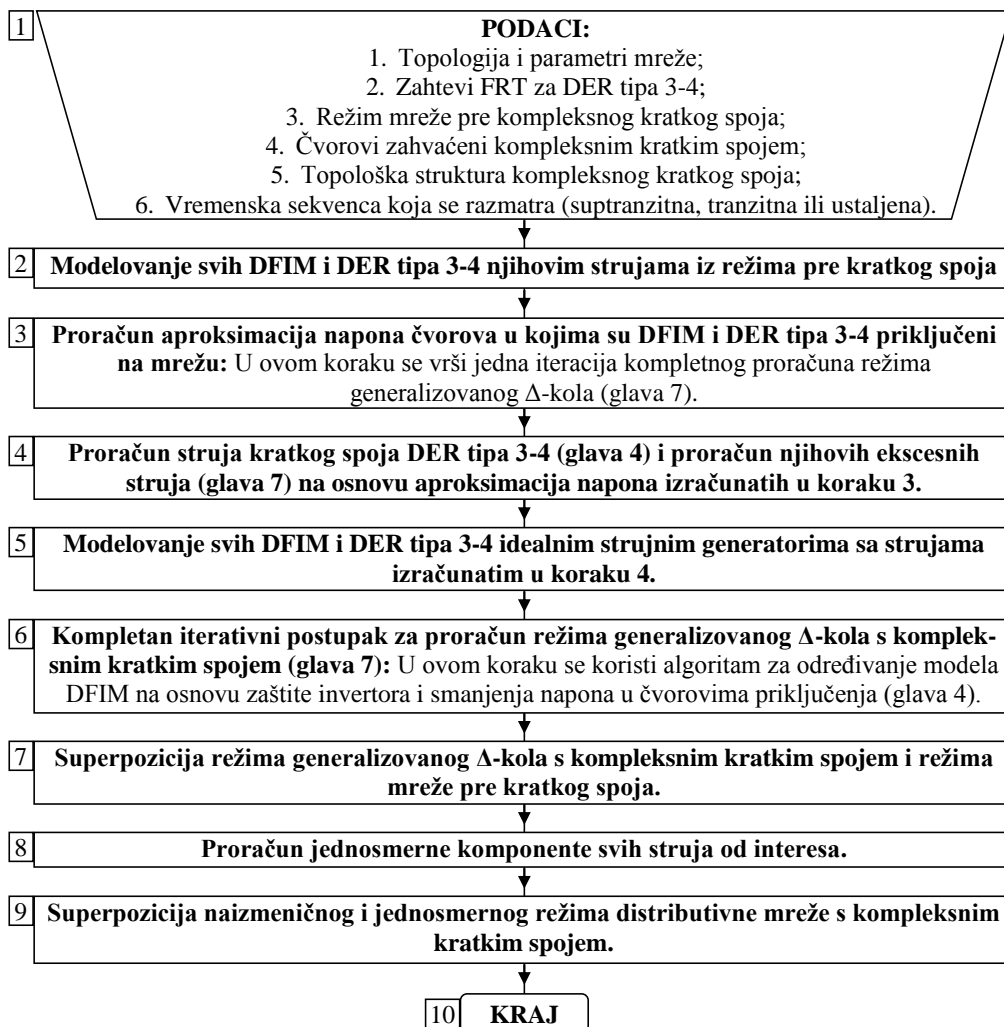 1
PODACI:
1. Topologija i parametri mreže;
2. Zahtevi FRT za DER tipa 3-4;
3. Režim mreže pre kompleksnog kratkog spoja;
4. Čvorovi zahvaćeni kompleksnim kratkim spojem;
5. Topološka struktura kompleksnog kratkog spoja;
6. Vremenska sekvenca koja se razmatra (suptranzitna, tranzitna ili ustaljena).
2 Modelovanje svih DFIM i DER tipa 3-4 njihovim strujama iz režima pre kratkog spoja
3 Proračun aproksimacija napona čvorova u kojima su DFIM i DER tipa 3-4 priključeni
na mrežu: U ovom koraku se vrši jedna iteracija kompletnog proračuna režima
generalizovanog Δ-kola (glava 7).
4 Proračun struja kratkog spoja DER tipa 3-4 (glava 4) i proračun njihovih ekscesnih
struja (glava 7) na osnovu aproksimacija napona izračunatih u koraku 3.
5 Modelovanje svih DFIM i DER tipa 3-4 idealnim strujnim generatorima sa strujama
izračunatim u koraku 4.
6 Kompletan iterativni postupak za proračun režima generalizovanog Δ-kola s komplek-
snim kratkim spojem (glava 7): U ovom koraku se koristi algoritam za određivanje modela
DFIM na osnovu zaštite invertora i smanjenja napona u čvorovima priključenja (glava 4).
7 Superpozicija režima generalizovanog Δ-kola s kompleksnim kratkim spojem i režima
mreže pre kratkog spoja.
8 Proračun jednosmerne komponente svih struja od interesa.
9 Superpozicija naizmeničnog i jednosmernog režima distributivne mreže s kompleksnim
kratkim spojem.
10 KRAJ